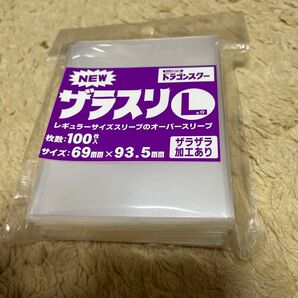 NEW
ドラゴンスター
ザラスリL
レギュラーサイズスリーブのオーバースリーブ
枚数:100枚入
サイズ:69mm×93.5mm
ザラザラ
加工あり